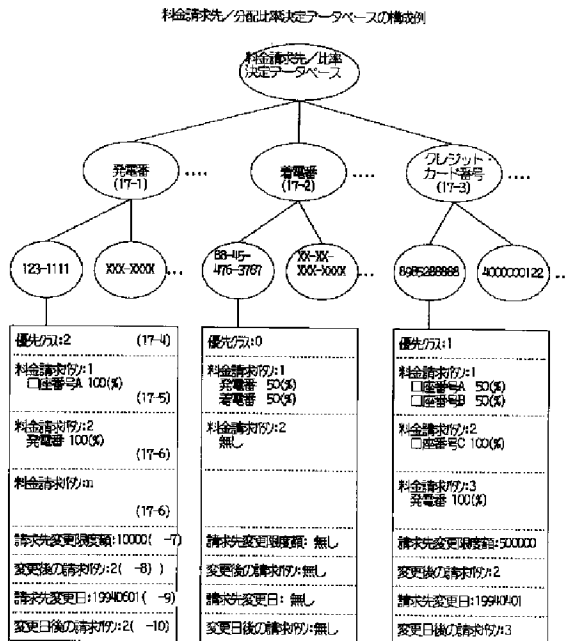 料金請求先/分配比率決定データベースの構成例
料金請求先/比率
決定データベース
発電番
(17-1)
‥‥
着電番
(17-2)
‥‥
クレジット
カード番号
(17-3)
‥‥
123-1111
XXX-XXXX
…
88-45-
476-3767
XX-XX-
XXX-XXXX
…
8985288888
4000000122
‥
優先クラス:2 (17-4)
料金請求パタン:1
口座番号A 100(%)
(17-5)
料金請求パタン:2
発電番 100(%)
(17-6)
料金請求パタン:n
(17-6)
請求先変更限度額:10000( -7)
変更後の請求パタン:2( -8) )
請求先変更日:19940601( -9)
変更日後の請求パタン:2( -10)
優先クラス:0
料金請求パタン:1
発電番 50(%)
着電番 50(%)
料金請求パタン:2
無し
請求先変更限度額: 無し
変更後の請求パタン:無し
請求先変更日: 無し
変更日後の請求パタン:無し
優先クラス:1
料金請求パタン:1
口座番号A 50(%)
口座番号B 50(%)
料金請求パタン:2
口座番号C 100(%)
料金請求パタン:3
発電番 100(%)
請求先変更限度額:500000
変更後の請求パタン:2
請求先変更日:19940401
変更日後の請求パタン:3